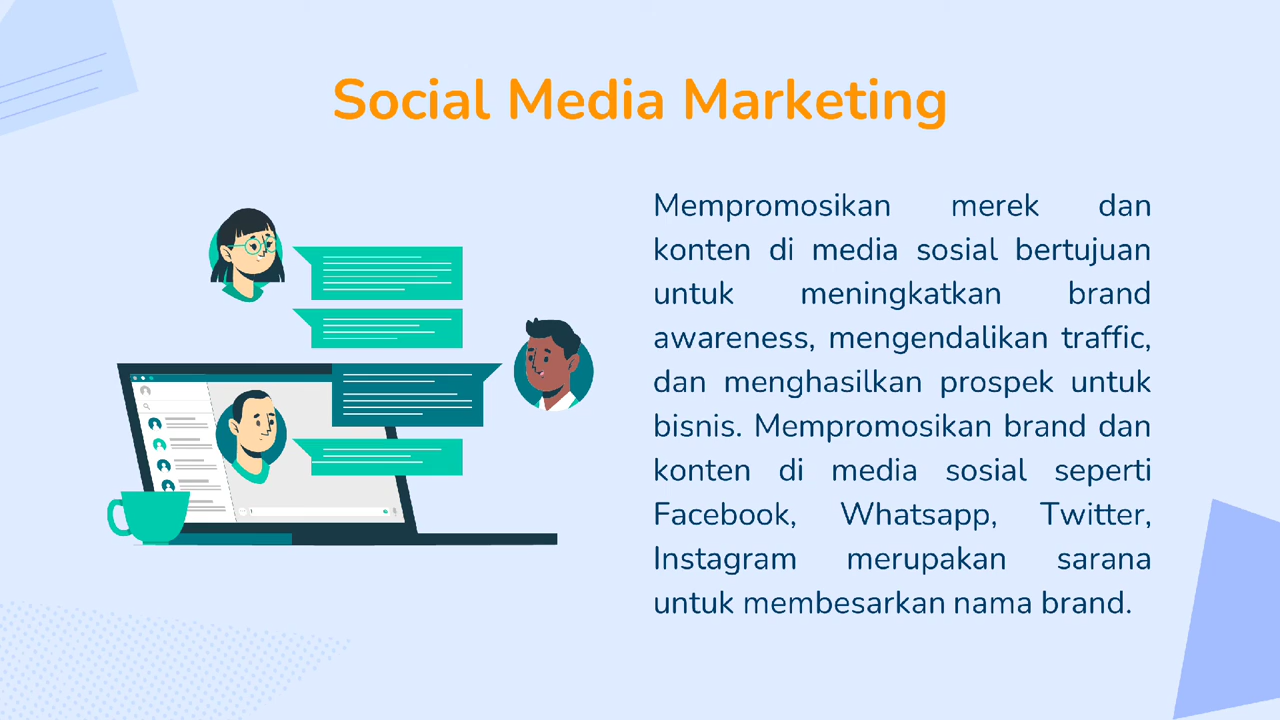 Social Media Marketing
Mempromosikan merek dan
konten di media sosial bertujuan
untuk meningkatkan brand
awareness, mengendalikan traffic,
dan menghasilkan prospek untuk
bisnis. Mempromosikan brand dan
konten di media sosial seperti
Facebook, Whatsapp, Twitter,
Instagram merupakan sarana
untuk membesarkan nama brand.